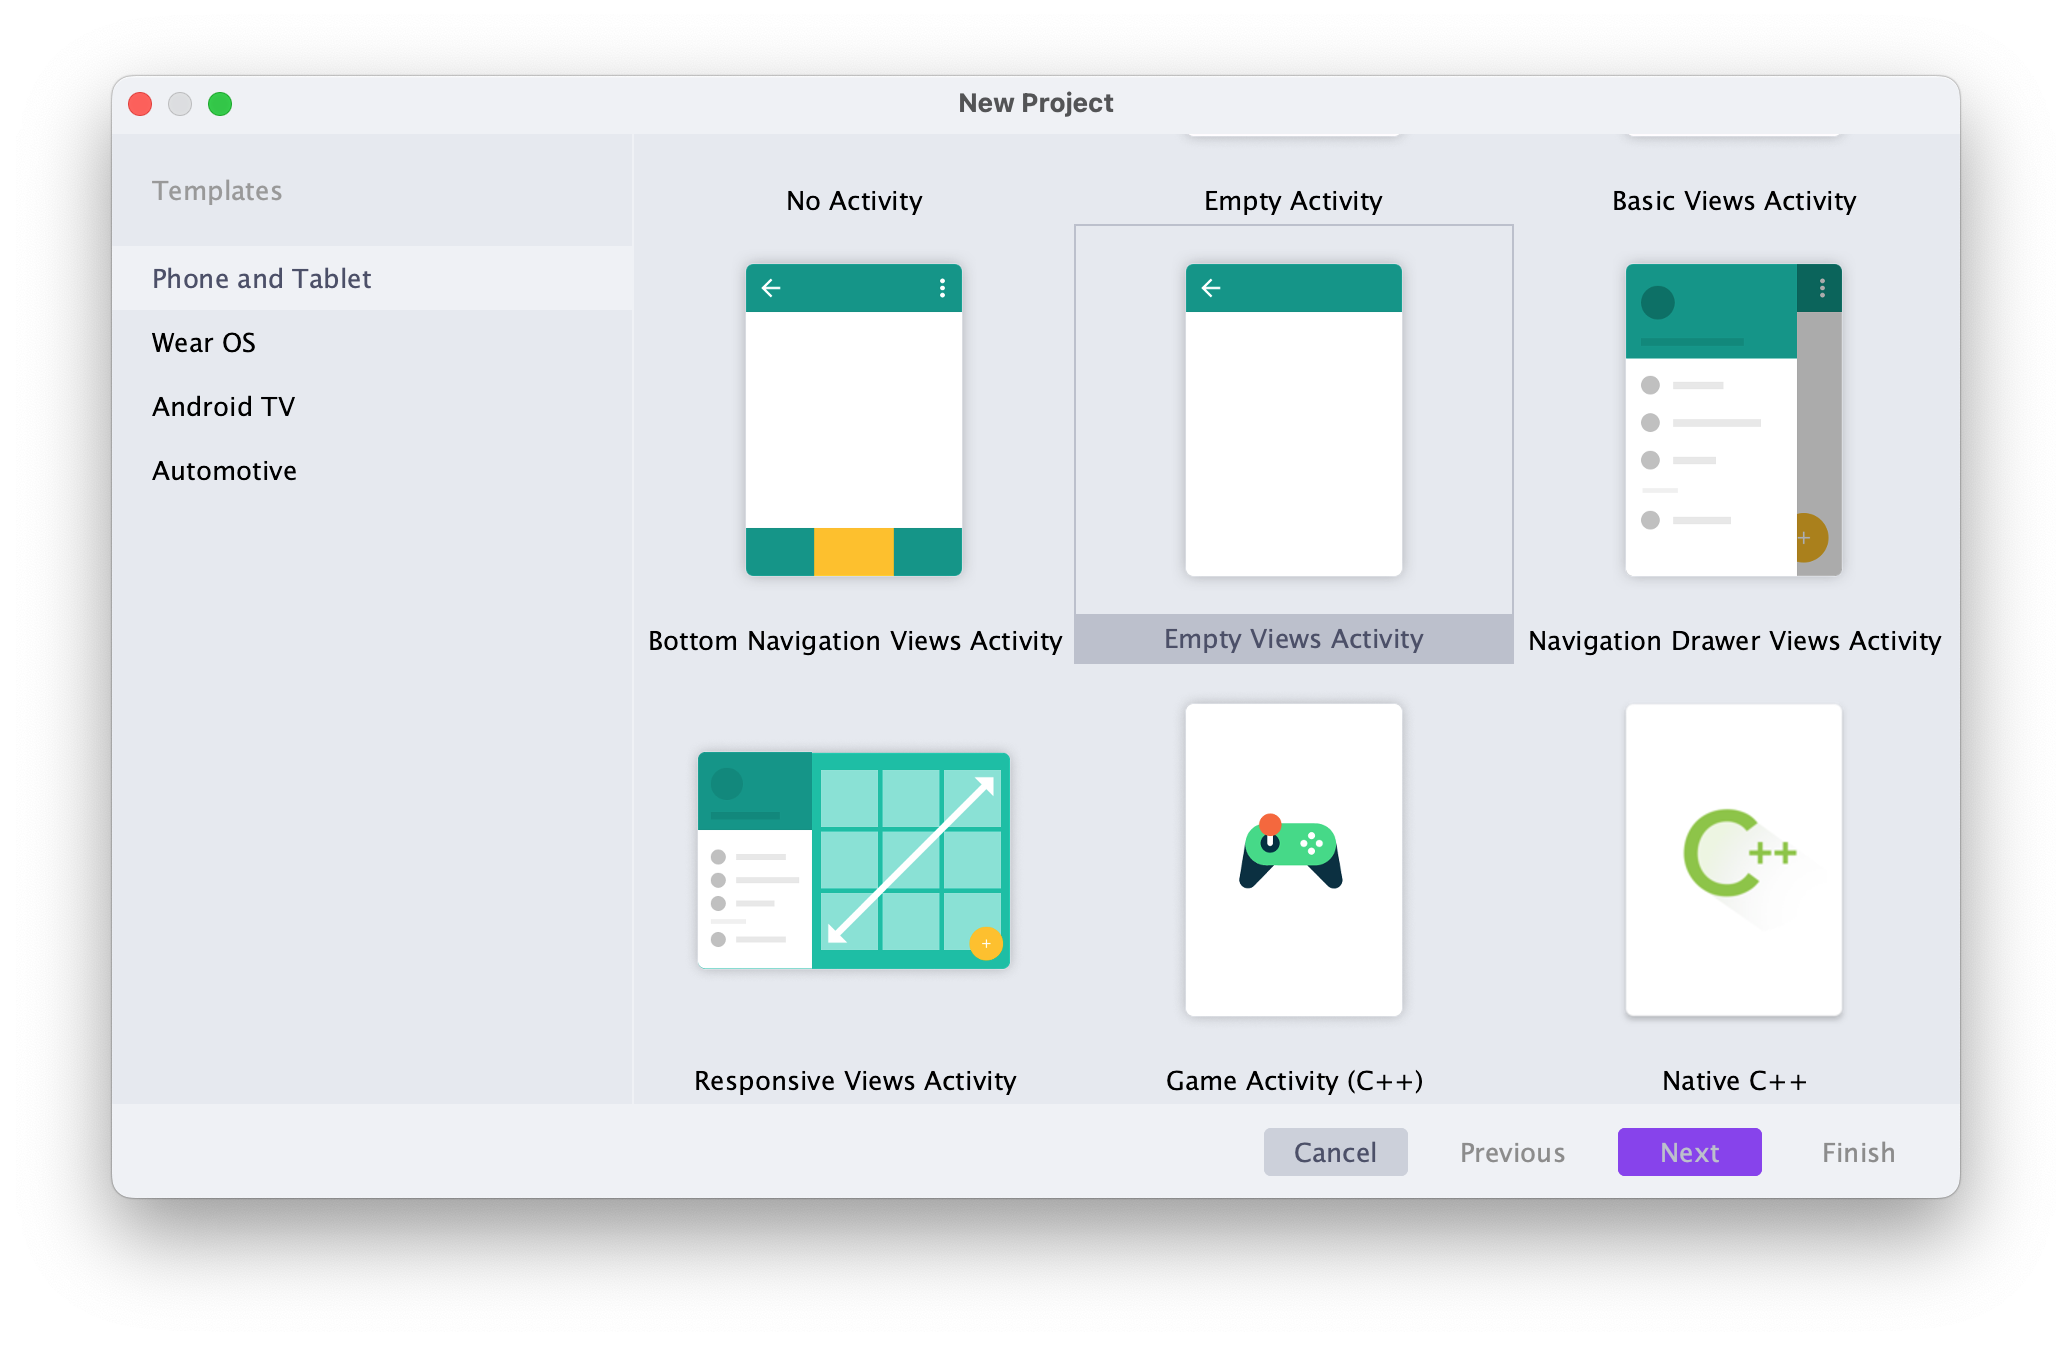 New Project
Templates
Phone and Tablet
Wear OS
Android TV
Automotive
No Activity
Empty Activity
Basic Views Activity
Bottom Navigation Views Activity
Empty Views Activity
Navigation Drawer Views Activity
C++
Responsive Views Activity
Game Activity (C++)
Native C++
Cancel
Previous
Next
Finish